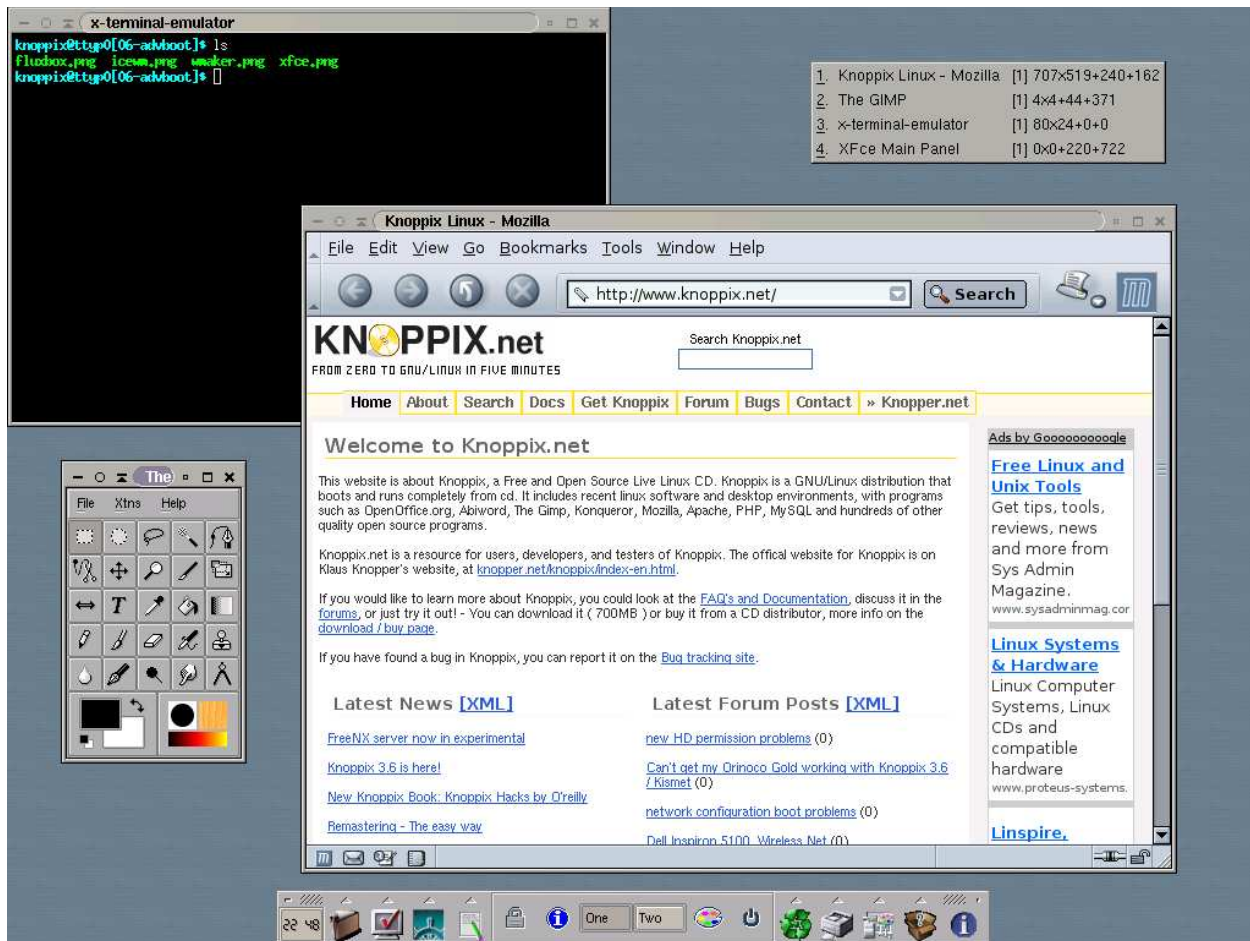 x-terminal-emulator
knoppix@ttyp0[06-advboot]$ ls
fluxbox.png icewm.png wmaker.png xfce.png
knoppix@ttyp0[06-advboot]$
1. Knoppix Linux - Mozilla [1] 707x519+240+162
2. The GIMP [1] 4x4+44+371
3. x-terminal-emulator [1] 80x24+0+0
4. XFce Main Panel [1] 0x0+220+722
Knoppix Linux - Mozilla
File Edit View Go Bookmarks Tools Window Help
http://www.knoppix.net/ Search
KNOPPIX.net
FROM ZERO TO GNU/LINUX IN FIVE MINUTES
Search Knoppix.net
Home About Search Docs Get Knoppix Forum Bugs Contact » Knopper.net
Welcome to Knoppix.net
This website is about Knoppix, a Free and Open Source Live Linux CD. Knoppix is a GNU/Linux distribution that
boots and runs completely from cd. It includes recent linux software and desktop environments, with programs
such as OpenOffice.org, Abiword, The Gimp, Konqueror, Mozilla, Apache, PHP, MySQL and hundreds of other
quality open source programs.
Knoppix.net is a resource for users, developers, and testers of Knoppix. The offical website for Knoppix is on
Klaus Knopper's website, at knopper.net/knoppix/index-en.html.
If you would like to learn more about Knoppix, you could look at the FAQ's and Documentation, discuss it in the
forums, or just try it out! - You can download it ( 700MB ) or buy it from a CD distributor, more info on the
download / buy page.
If you have found a bug in Knoppix, you can report it on the Bug tracking site.
Latest News [XML]
FreeNX server now in experimental
Knoppix 3.6 is here!
New Knoppix Book: Knoppix Hacks by O'reilly
Remastering - The easy way
Latest Forum Posts [XML]
new HD permission problems (0)
Can't get my Orinoco Gold working with Knoppix 3.6
/ Kismet (0)
network configuration boot problems (0)
Dell Inspiron 5100, Wireless Net (0)
Ads by Goooooooooogle
Free Linux and
Unix Tools
Get tips, tools,
reviews, news
and more from
Sys Admin
Magazine.
www.sysadminmag.cor
Linux Systems
& Hardware
Linux Computer
Systems, Linux
CDs and
compatible
hardware
www.proteus-systems.
Linspire,
The
File Xtns Help
22 48
One Two